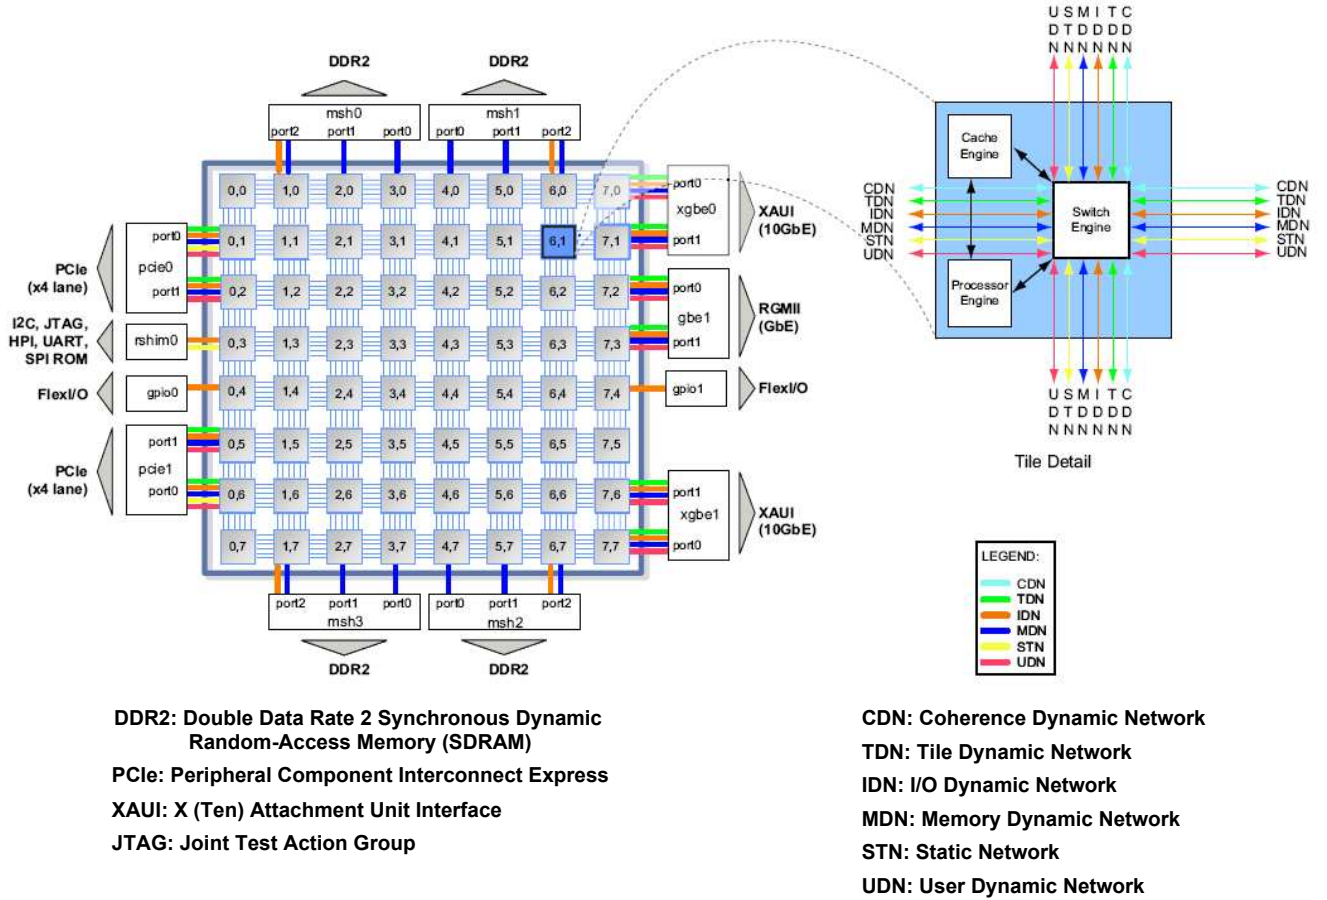 U S M I T C
D T D D D D
N N N N N N
DDR2 DDR2
msh0 msh1
port2 port1 port0 port0 port1 port2
0,0 1,0 2,0 3,0 4,0 5,0 6,0 7,0
port0
xgbe0
port1
XAUI
(10GbE)
PCIe
(x4 lane)
port0
pcie0
port1
0,1 1,1 2,1 3,1 4,1 5,1 6,1 7,1
0,2 1,2 2,2 3,2 4,2 5,2 6,2 7,2
port0
gbe1
port1
RGMII
(GbE)
I2C, JTAG,
HPI, UART,
SPI ROM
rshim0
0,3 1,3 2,3 3,3 4,3 5,3 6,3 7,3
FlexI/O
gpio0
0,4 1,4 2,4 3,4 4,4 5,4 6,4 7,4
gpio1
FlexI/O
PCIe
(x4 lane)
port1
pcie1
port0
0,5 1,5 2,5 3,5 4,5 5,5 6,5 7,5
0,6 1,6 2,6 3,6 4,6 5,6 6,6 7,6
port1
xgbe1
port0
XAUI
(10GbE)
0,7 1,7 2,7 3,7 4,7 5,7 6,7 7,7
port2 port1 port0 port0 port1 port2
msh3 msh2
DDR2 DDR2
Cache
Engine
Switch
Engine
Processor
Engine
CDN CDN
TDN TDN
IDN IDN
MDN MDN
STN STN
UDN UDN
U S M I T C
D T D D D D
N N N N N N
Tile Detail
LEGEND:
CDN
TDN
IDN
MDN
STN
UDN
DDR2: Double Data Rate 2 Synchronous Dynamic
Random-Access Memory (SDRAM)
PCIe: Peripheral Component Interconnect Express
XAUI: X (Ten) Attachment Unit Interface
JTAG: Joint Test Action Group
CDN: Coherence Dynamic Network
TDN: Tile Dynamic Network
IDN: I/O Dynamic Network
MDN: Memory Dynamic Network
STN: Static Network
UDN: User Dynamic Network